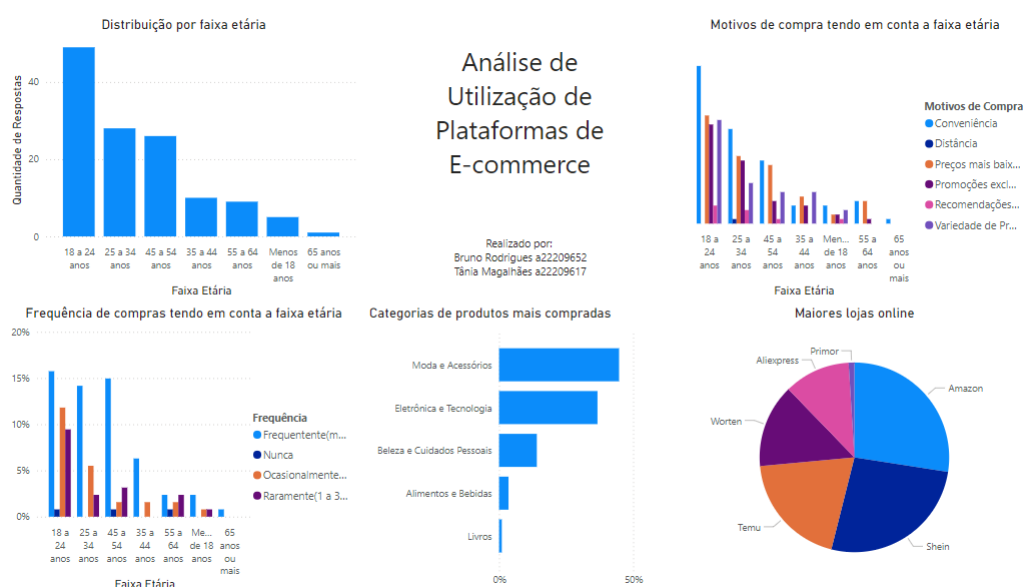 Distribuição por faixa etária
Quantidade de Respostas
40
20
0
18 a 24
anos
25 a 34
anos
45 a 54
anos
35 a 44
anos
55 a 64
anos
Menos
de 18
anos
65 anos
ou mais
Faixa Etária
Análise de
Utilização de
Plataformas de
E-commerce
Realizado por:
Bruno Rodrigues a22209652
Tânia Magalhães a22209617
Motivos de compra tendo em conta a faixa etária
18 a
24
anos
25 a
34
anos
45 a
54
anos
35 a
44
anos
Men...
de 18
anos
55 a
64
anos
65
anos
ou
mais
Faixa Etária
Motivos de Compra
Conveniência
Distância
Preços mais baix...
Promoções excl...
Recomendações...
Variedade de Pr...
Frequência de compras tendo em conta a faixa etária
20%
15%
10%
5%
0%
18 a
24
anos
25 a
34
anos
45 a
54
anos
35 a
44
anos
55 a
64
anos
Me...
de 18
anos
65
anos
ou
mais
Faixa Etária
Frequência
Frequentente(m...
Nunca
Ocasionalmente...
Raramente(1 a 3...
Categorias de produtos mais compradas
Moda e Acessórios
Eletrônica e Tecnologia
Beleza e Cuidados Pessoais
Alimentos e Bebidas
Livros
0%
50%
Maiores lojas online
Primor
Aliexpress
Amazon
Worten
Temu
Shein